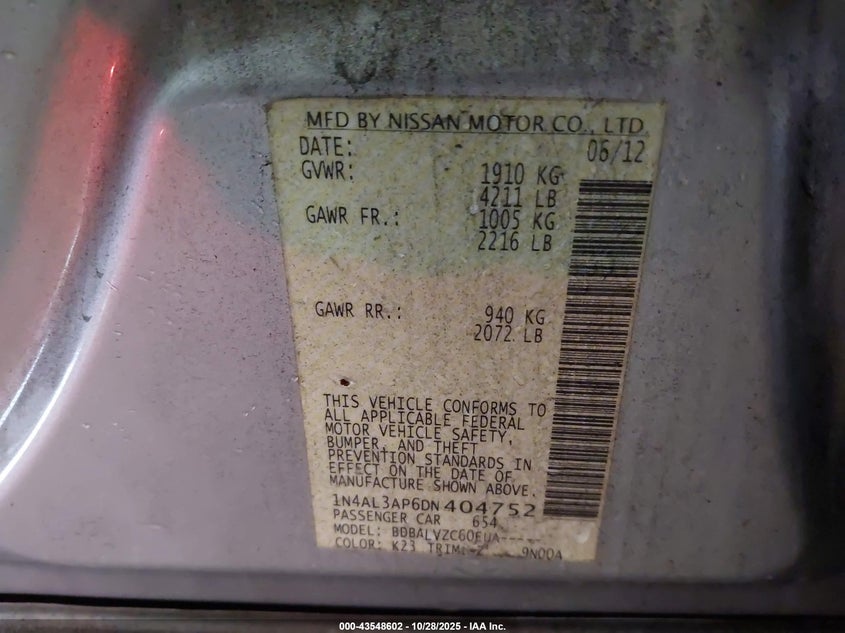 MFD BY NISSAN MOTOR CO., LTD.
DATE: 06/12
GVWR: 1910 KG
4211 LB
GAWR FR.: 1005 KG
2216 LB
GAWR RR.: 940 KG
2072 LB
THIS VEHICLE CONFORMS TO
ALL APPLICABLE FEDERAL
MOTOR VEHICLE SAFETY,
BUMPER, AND THEFT
PREVENTION STANDARDS IN
EFFECT ON THE DATE OF
MANUFACTURE SHOWN ABOVE.
1N4AL3AP6DN404752
PASSENGER CAR 654
MODEL: BDBALVZC60EUA-----
COLOR: K23 TRIM: 9N00A
000-43548602 - 10/28/2025 - IAA Inc.